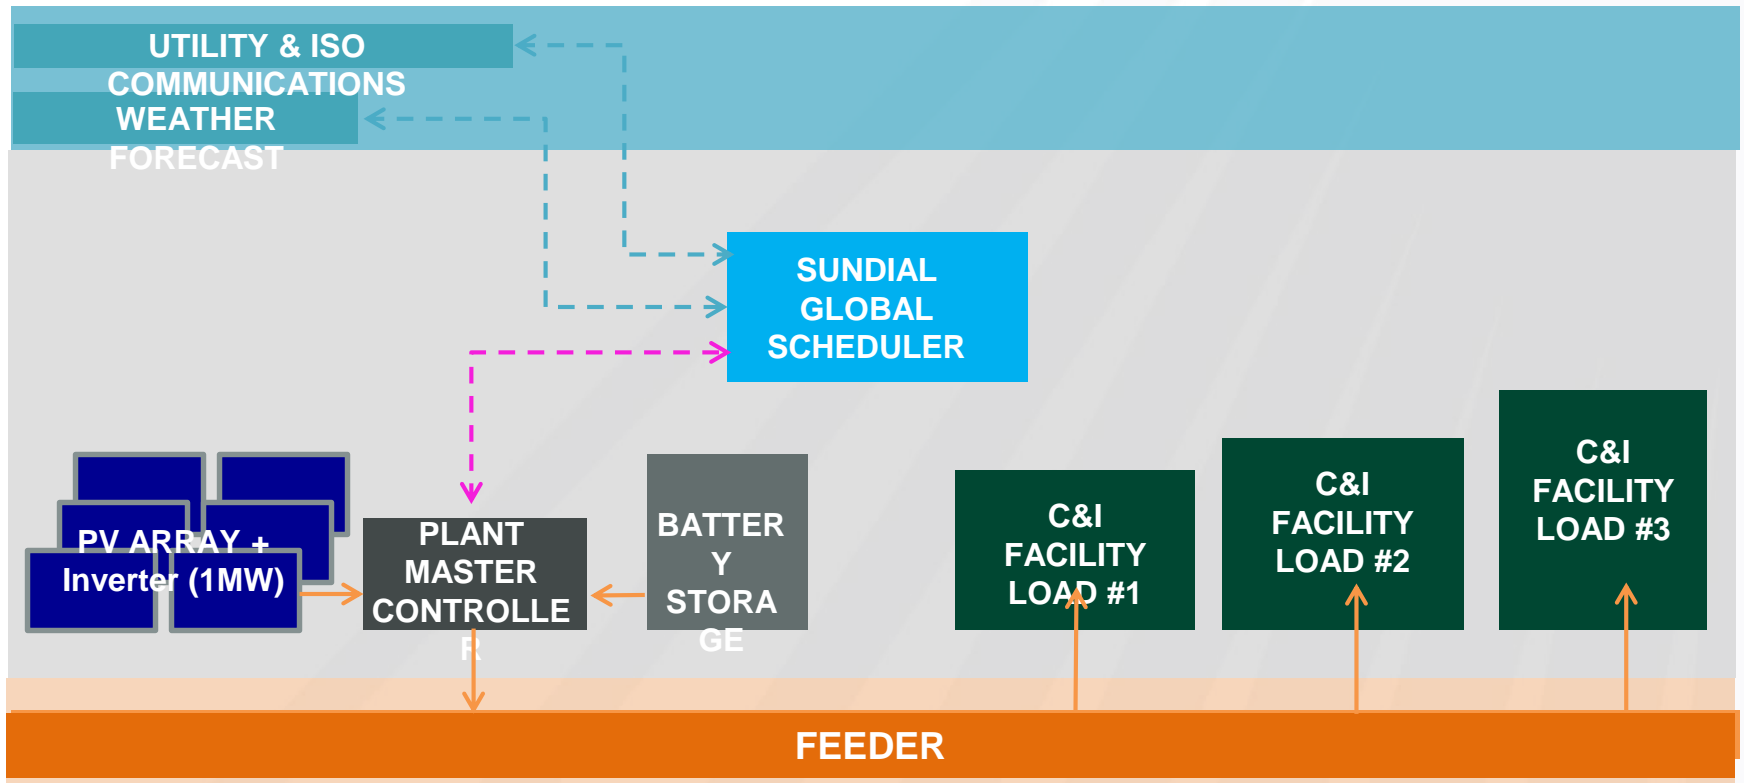 UTILITY & ISO
COMMUNICATIONS
WEATHER
FORECAST
SUNDIAL
GLOBAL
SCHEDULER
PV ARRAY +
Inverter (1MW)
PLANT
MASTER
CONTROLLE
R
BATTER
Y
STORA
GE
C&I
FACILITY
LOAD #1
C&I
FACILITY
LOAD #2
C&I
FACILITY
LOAD #3
FEEDER